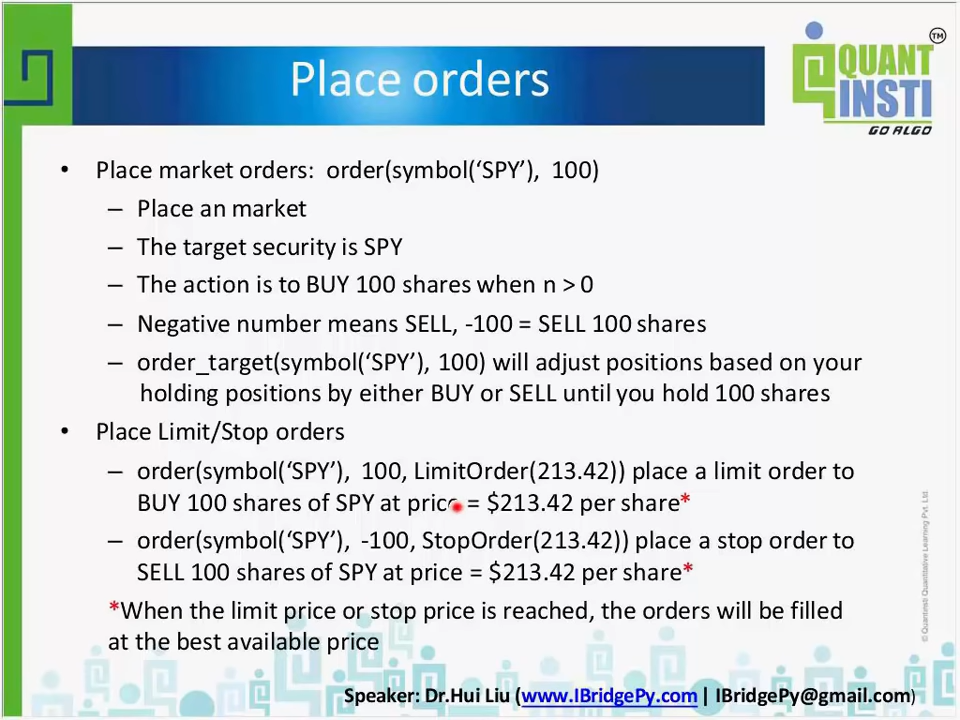 Place orders
QUANT
INSTI
TM
GO ALGO
• Place market orders: order(symbol(‘SPY’), 100)
– Place an market
– The target security is SPY
– The action is to BUY 100 shares when n > 0
– Negative number means SELL, -100 = SELL 100 shares
– order_target(symbol(‘SPY’), 100) will adjust positions based on your
holding positions by either BUY or SELL until you hold 100 shares
• Place Limit/Stop orders
– order(symbol(‘SPY’), 100, LimitOrder(213.42)) place a limit order to
BUY 100 shares of SPY at price = $213.42 per share*
– order(symbol(‘SPY’), -100, StopOrder(213.42)) place a stop order to
SELL 100 shares of SPY at price = $213.42 per share*
*When the limit price or stop price is reached, the orders will be filled
at the best available price
© Quantinsti Quantitative Learning Pvt. Ltd.
Speaker: Dr.Hui Liu (www.IBridgePy.com | IBridgePy@gmail.com)